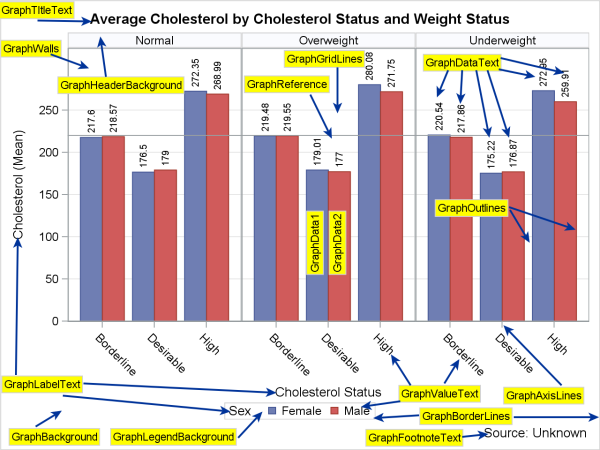 GraphTitleText
Average Cholesterol by Cholesterol Status and Weight Status
Normal
Overweight
Underweight
GraphWalls
GraphHeaderBackground
GraphGridLines
GraphReference
GraphDataText
272.35
268.99
280.08
271.75
272.95
259.91
217.6
218.57
219.48
219.55
220.54
217.86
176.5
179
179.01
177
175.22
176.87
250
200
150
100
50
0
Cholesterol (Mean)
GraphData1
GraphData2
GraphOutlines
Borderline
Desirable
High
Borderline
Desirable
High
Borderline
Desirable
High
GraphLabelText
Cholesterol Status
GraphValueText
GraphAxisLines
Sex
Female
Male
GraphBorderLines
GraphBackground
GraphLegendBackground
GraphFootnoteText
Source: Unknown